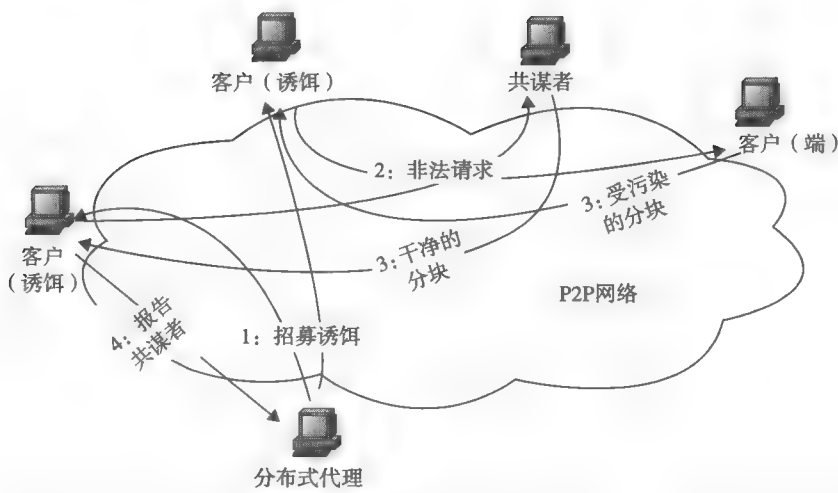 客户（诱饵）
共谋者
客户（端）
2：非法请求
3：受污染
的分块
客户
（诱饵）
3：干净的
分块
P2P网络
4：报告
共谋者
1：招募诱饵
分布式代理